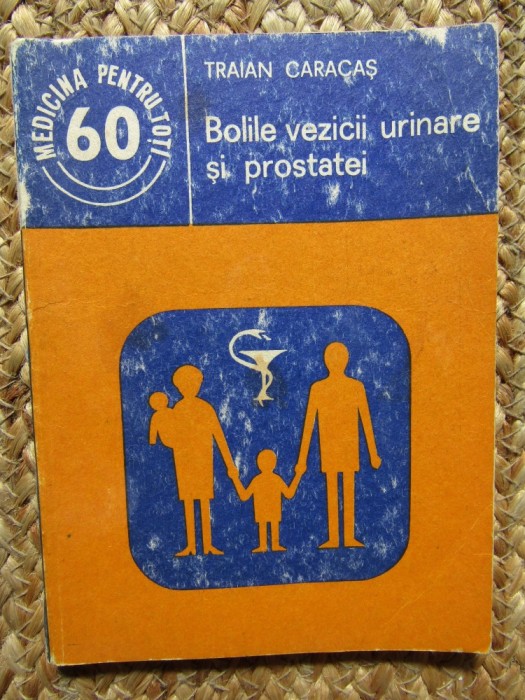 MEDICINA PENTRU TOȚI
60
TRAIAN CARACAȘ
Bolile vezicii urinare
și prostatei